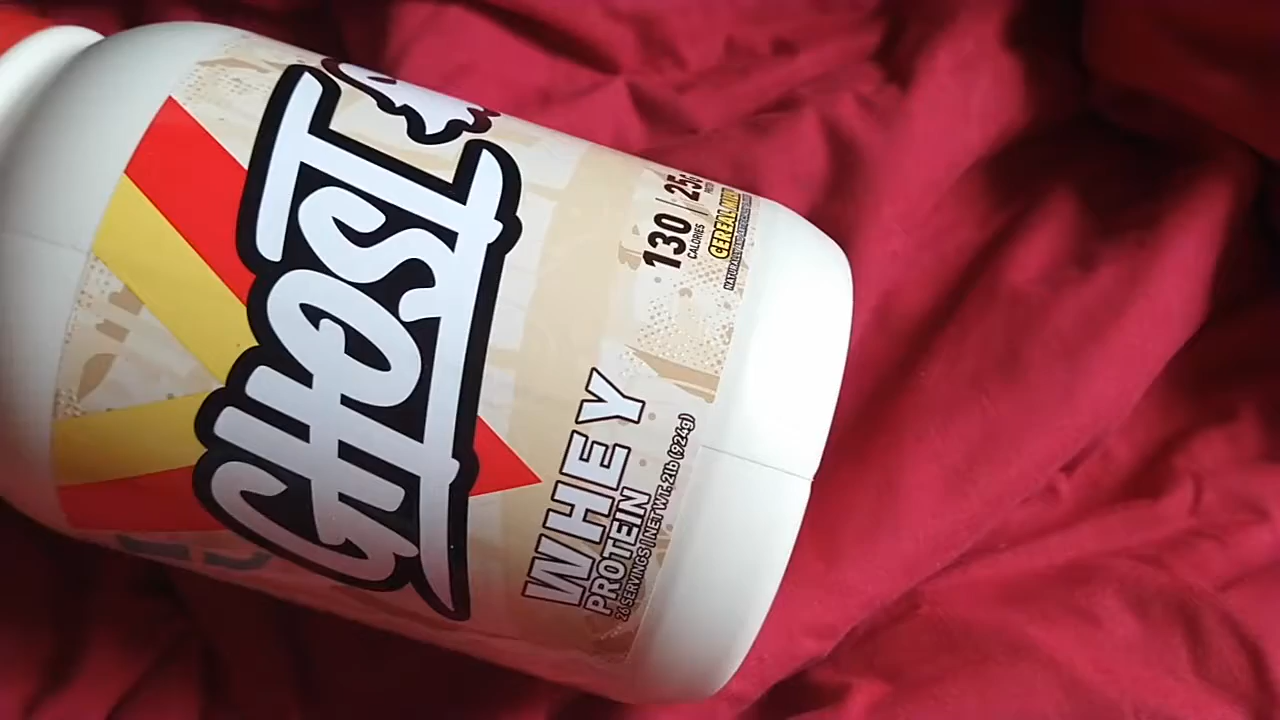 GHOST
WHEY
PROTEIN
26 SERVINGS | NET WT. 2lb (924g)
130 | 25G
CALORIES
CEREAL MILK